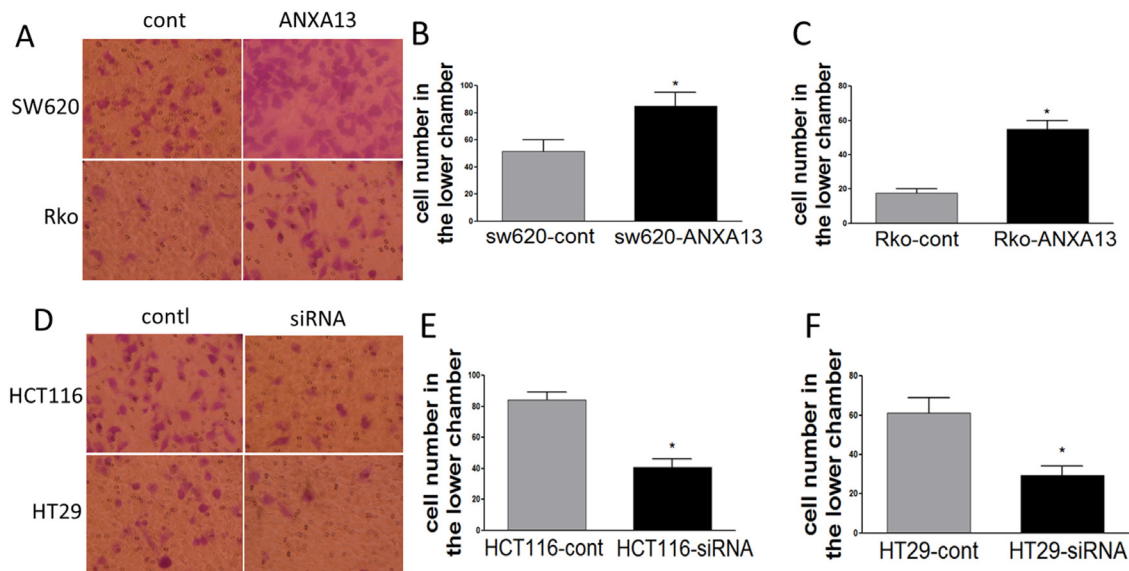 A
cont
ANXA13
SW620
Rko
B
cell number in
the lower chamber
100
80
60
40
20
0
*
sw620-cont
sw620-ANXA13
C
cell number in
the lower chamber
80
60
40
20
0
*
Rko-cont
Rko-ANXA13
D
contl
siRNA
HCT116
HT29
E
cell number in
the lower chamber
100
80
60
40
20
0
*
HCT116-cont
HCT116-siRNA
F
cell number in
the lower chamber
80
60
40
20
0
*
HT29-cont
HT29-siRNA